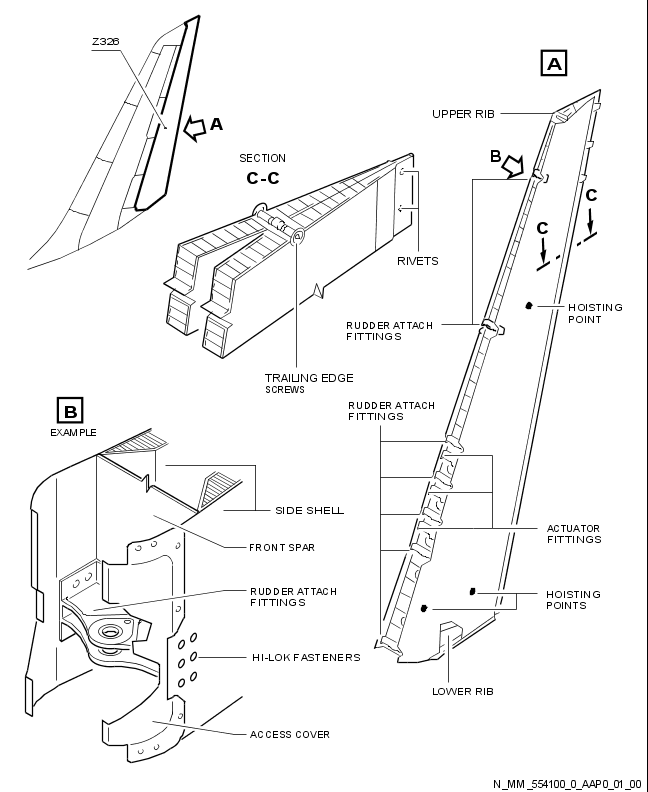 Z326
A
A
UPPER RIB
B
SECTION
C-C
C
C
RIVETS
HOISTING
POINT
RUDDER ATTACH
FITTINGS
TRAILING EDGE
SCREWS
RUDDER ATTACH
FITTINGS
B
EXAMPLE
SIDE SHELL
ACTUATOR
FITTINGS
FRONT SPAR
RUDDER ATTACH
FITTINGS
HOISTING
POINTS
HI-LOK FASTENERS
LOWER RIB
ACCESS COVER
N_MM_554100_0_AAP0_01_00